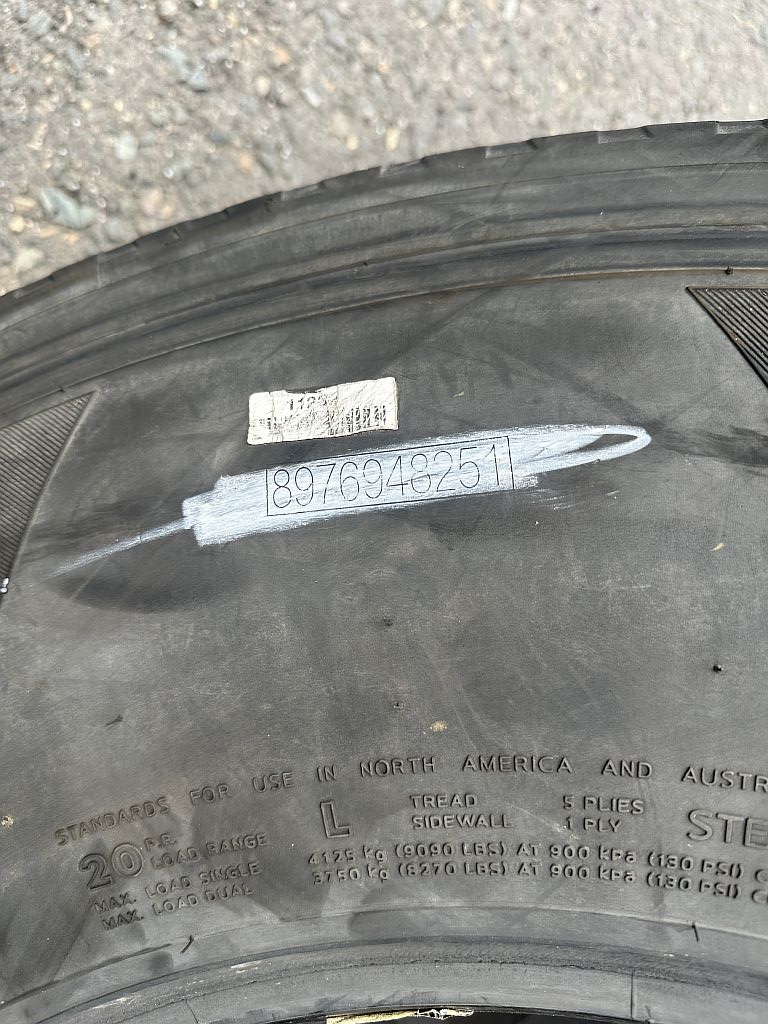 8976948251
STANDARDS FOR USE IN NORTH AMERICA AND
20 P.R. LOAD RANGE L TREAD 5 PLIES
SIDEWALL 1 PLY
MAX. LOAD SINGLE 4125 kg (9090 LBS) AT 900 kPa (130 PSI)
MAX. LOAD DUAL 3750 kg (8270 LBS) AT 900 kPa (130 PSI)